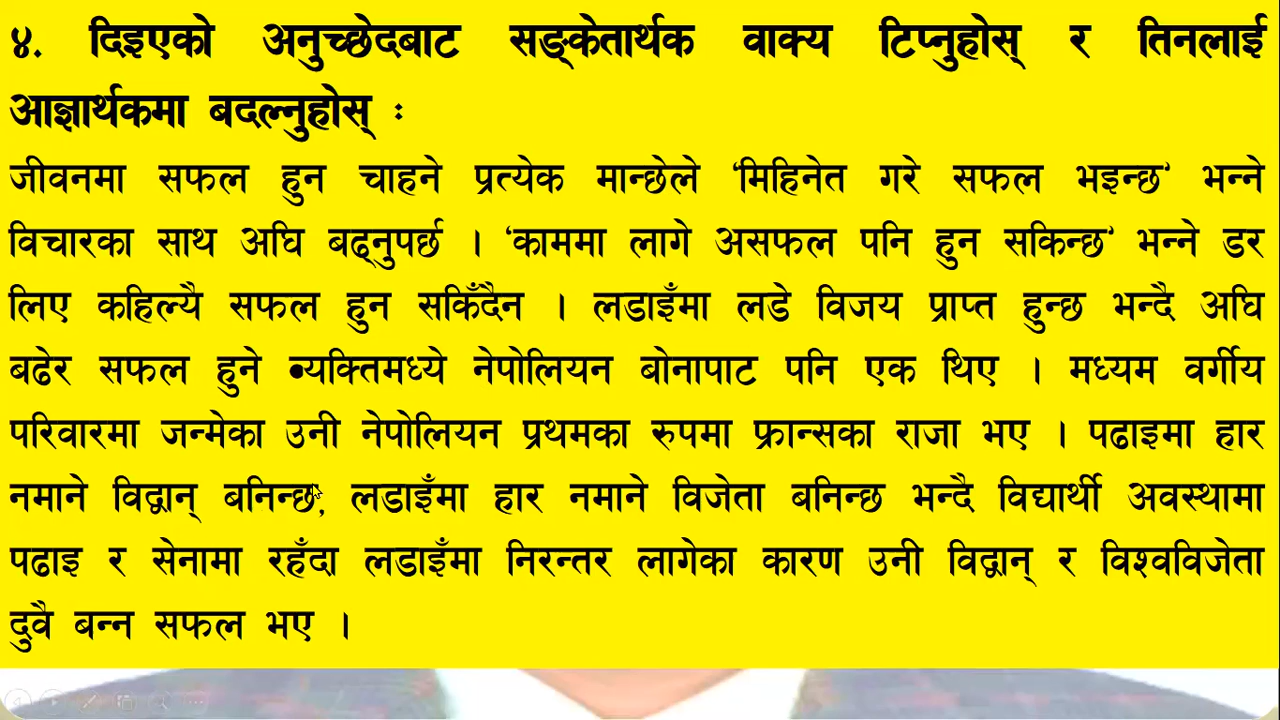 ४. दिइएको अनुच्छेदबाट सङ्केतार्थक वाक्य टिप्नुहोस् र तिनलाई
आज्ञार्थकमा बदल्नुहोस् :
जीवनमा सफल हुन चाहने प्रत्येक मान्छेले ‘मिहिनेत गरे सफल भइन्छ’ भन्ने
विचारका साथ अघि बढ्नुपर्छ । ‘काममा लागे असफल पनि हुन सकिन्छ’ भन्ने डर
लिए कहिल्यै सफल हुन सकिँदैन । लडाइँमा लडे विजय प्राप्त हुन्छ भन्दै अघि
बढेर सफल हुने व्यक्तिमध्ये नेपोलियन बोनापाट पनि एक थिए । मध्यम वर्गीय
परिवारमा जन्मेका उनी नेपोलियन प्रथमका रुपमा फ्रान्सका राजा भए । पढाइमा हार
नमाने विद्वान् बनिन्छ, लडाइँमा हार नमाने विजेता बनिन्छ भन्दै विद्यार्थी अवस्थामा
पढाइ र सेनामा रहँदा लडाइँमा निरन्तर लागेका कारण उनी विद्वान् र विश्वविजेता
दुवै बन्न सफल भए ।